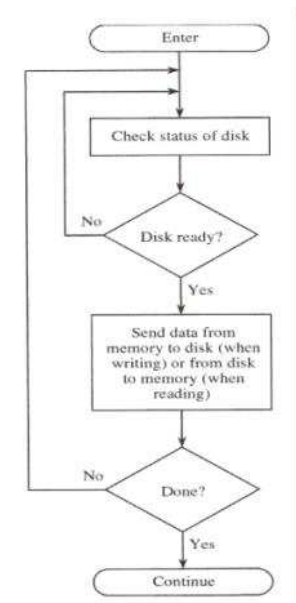 Enter
Check status of disk
No
Disk ready?
Yes
Send data from
memory to disk (when
writing) or from disk
to memory (when
reading)
No
Done?
Yes
Continue